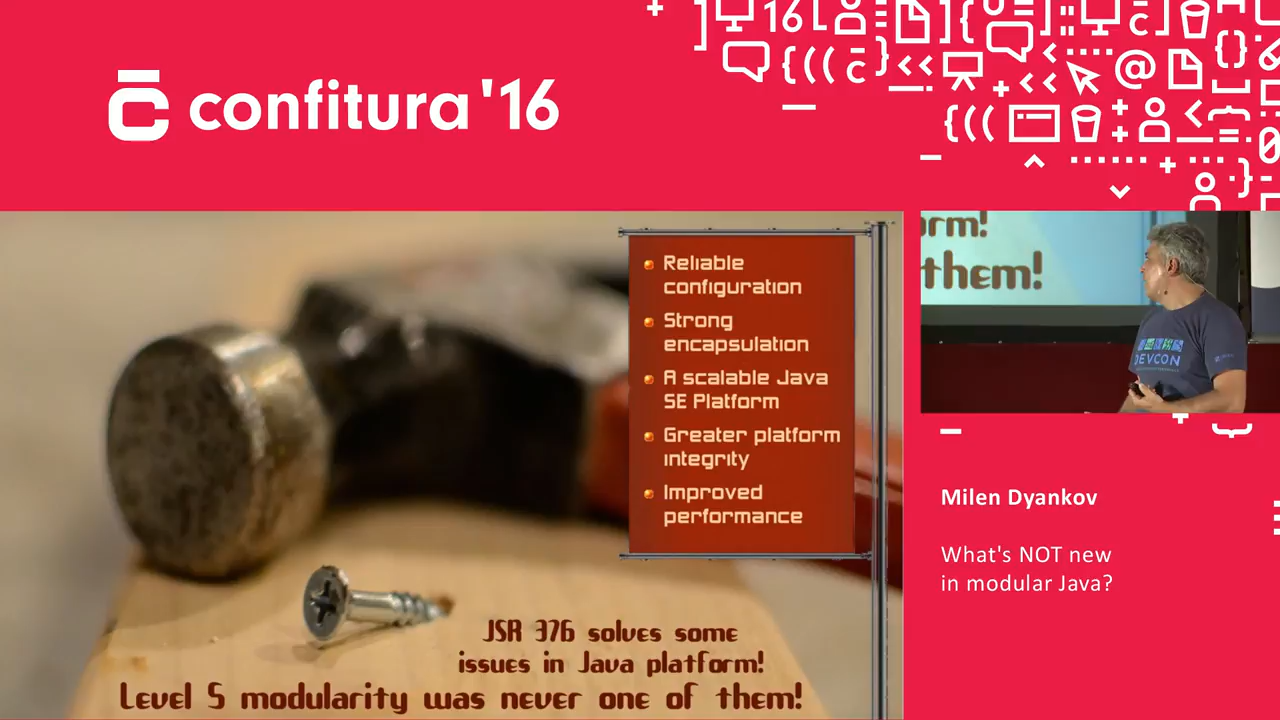 confitura '16
Reliable
configuration
Strong
encapsulation
A scalable Java
SE Platform
Greater platform
integrity
Improved
performance
JSR 376 solves some
issues in Java platform!
Level 5 modularity was never one of them!
orm!
them!
DEVCON
Milen Dyankov
What's NOT new
in modular Java?